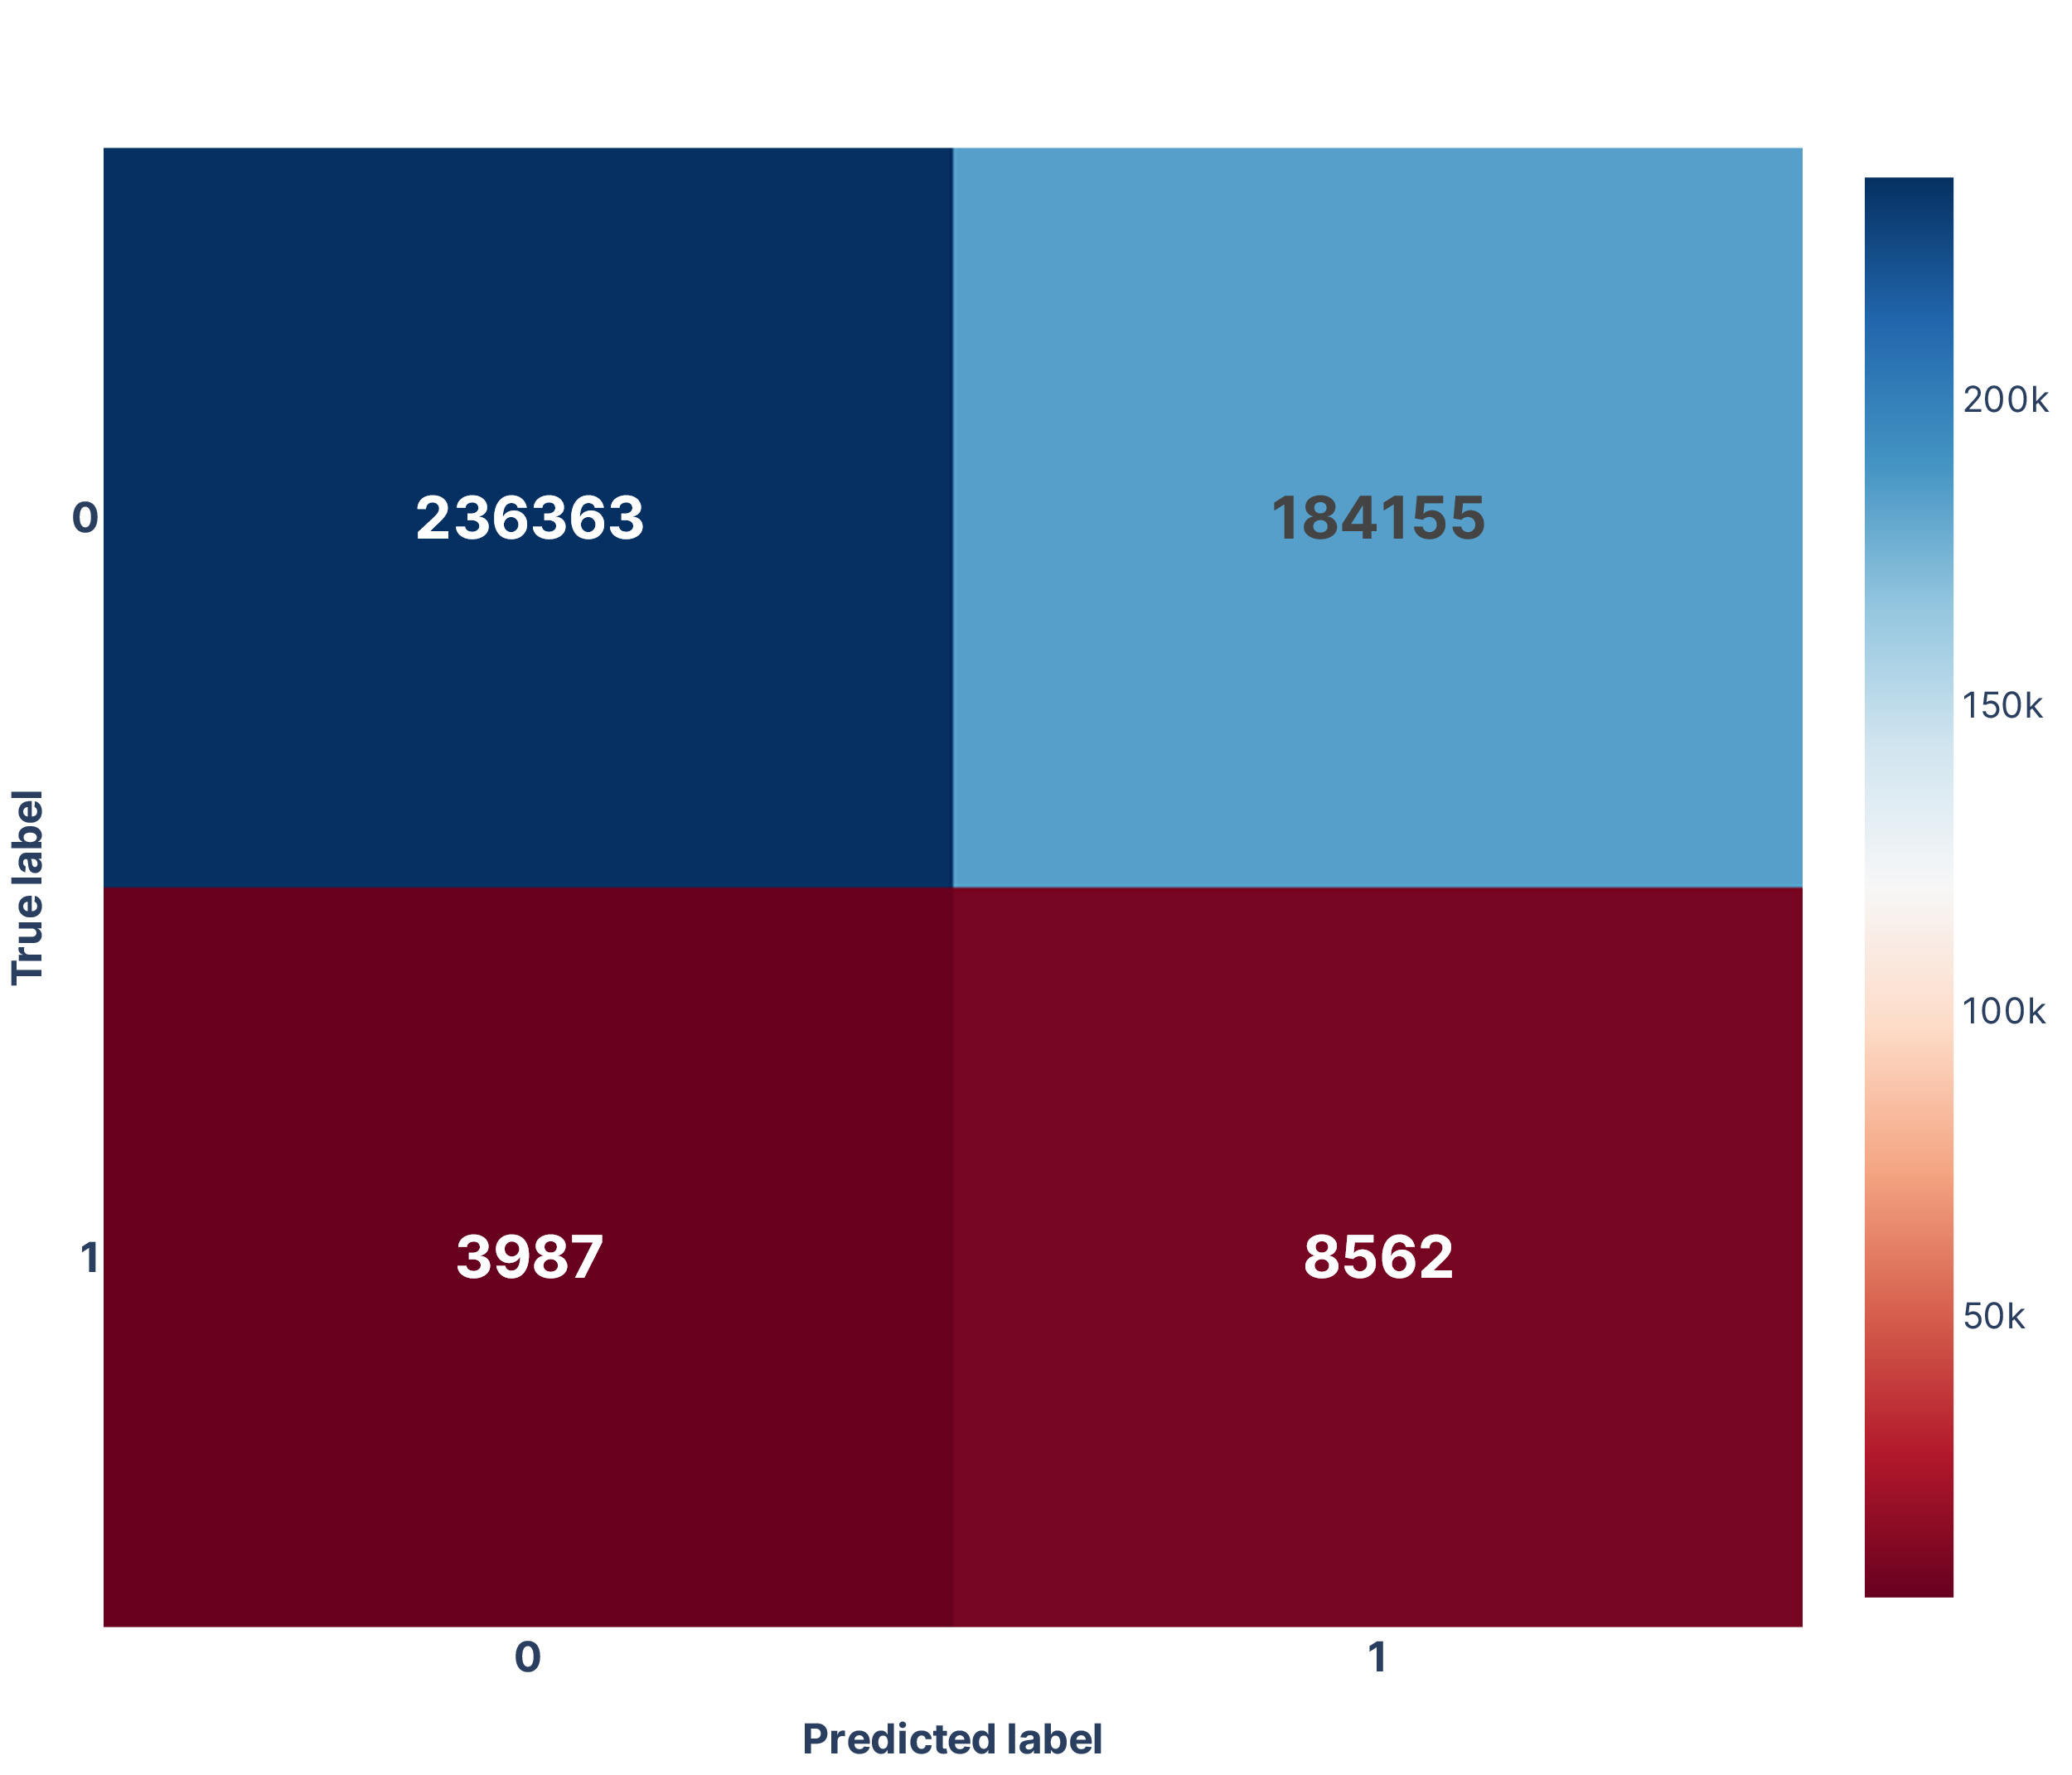 200k
0
236363
184155
150k
True label
100k
1
3987
8562
50k
0
1
Predicted label